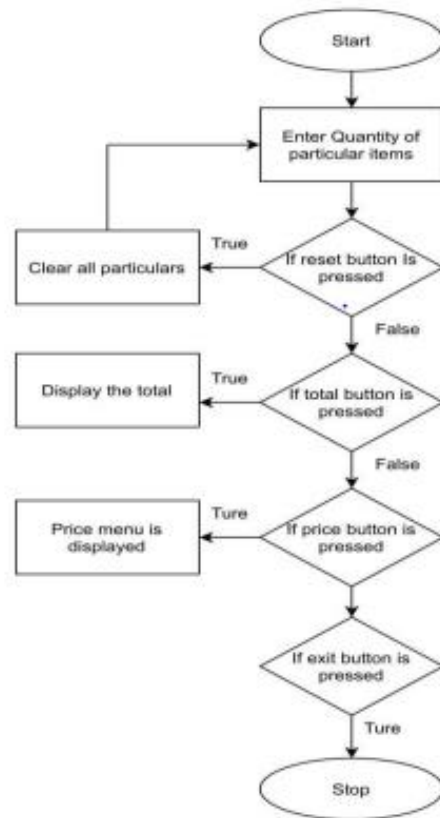 Start
Enter Quantity of
particular items
True
If reset button Is
pressed
Clear all particulars
False
True
If total button is
pressed
Display the total
False
Ture
If price button is
pressed
Price menu is
displayed
If exit button is
pressed
Ture
Stop